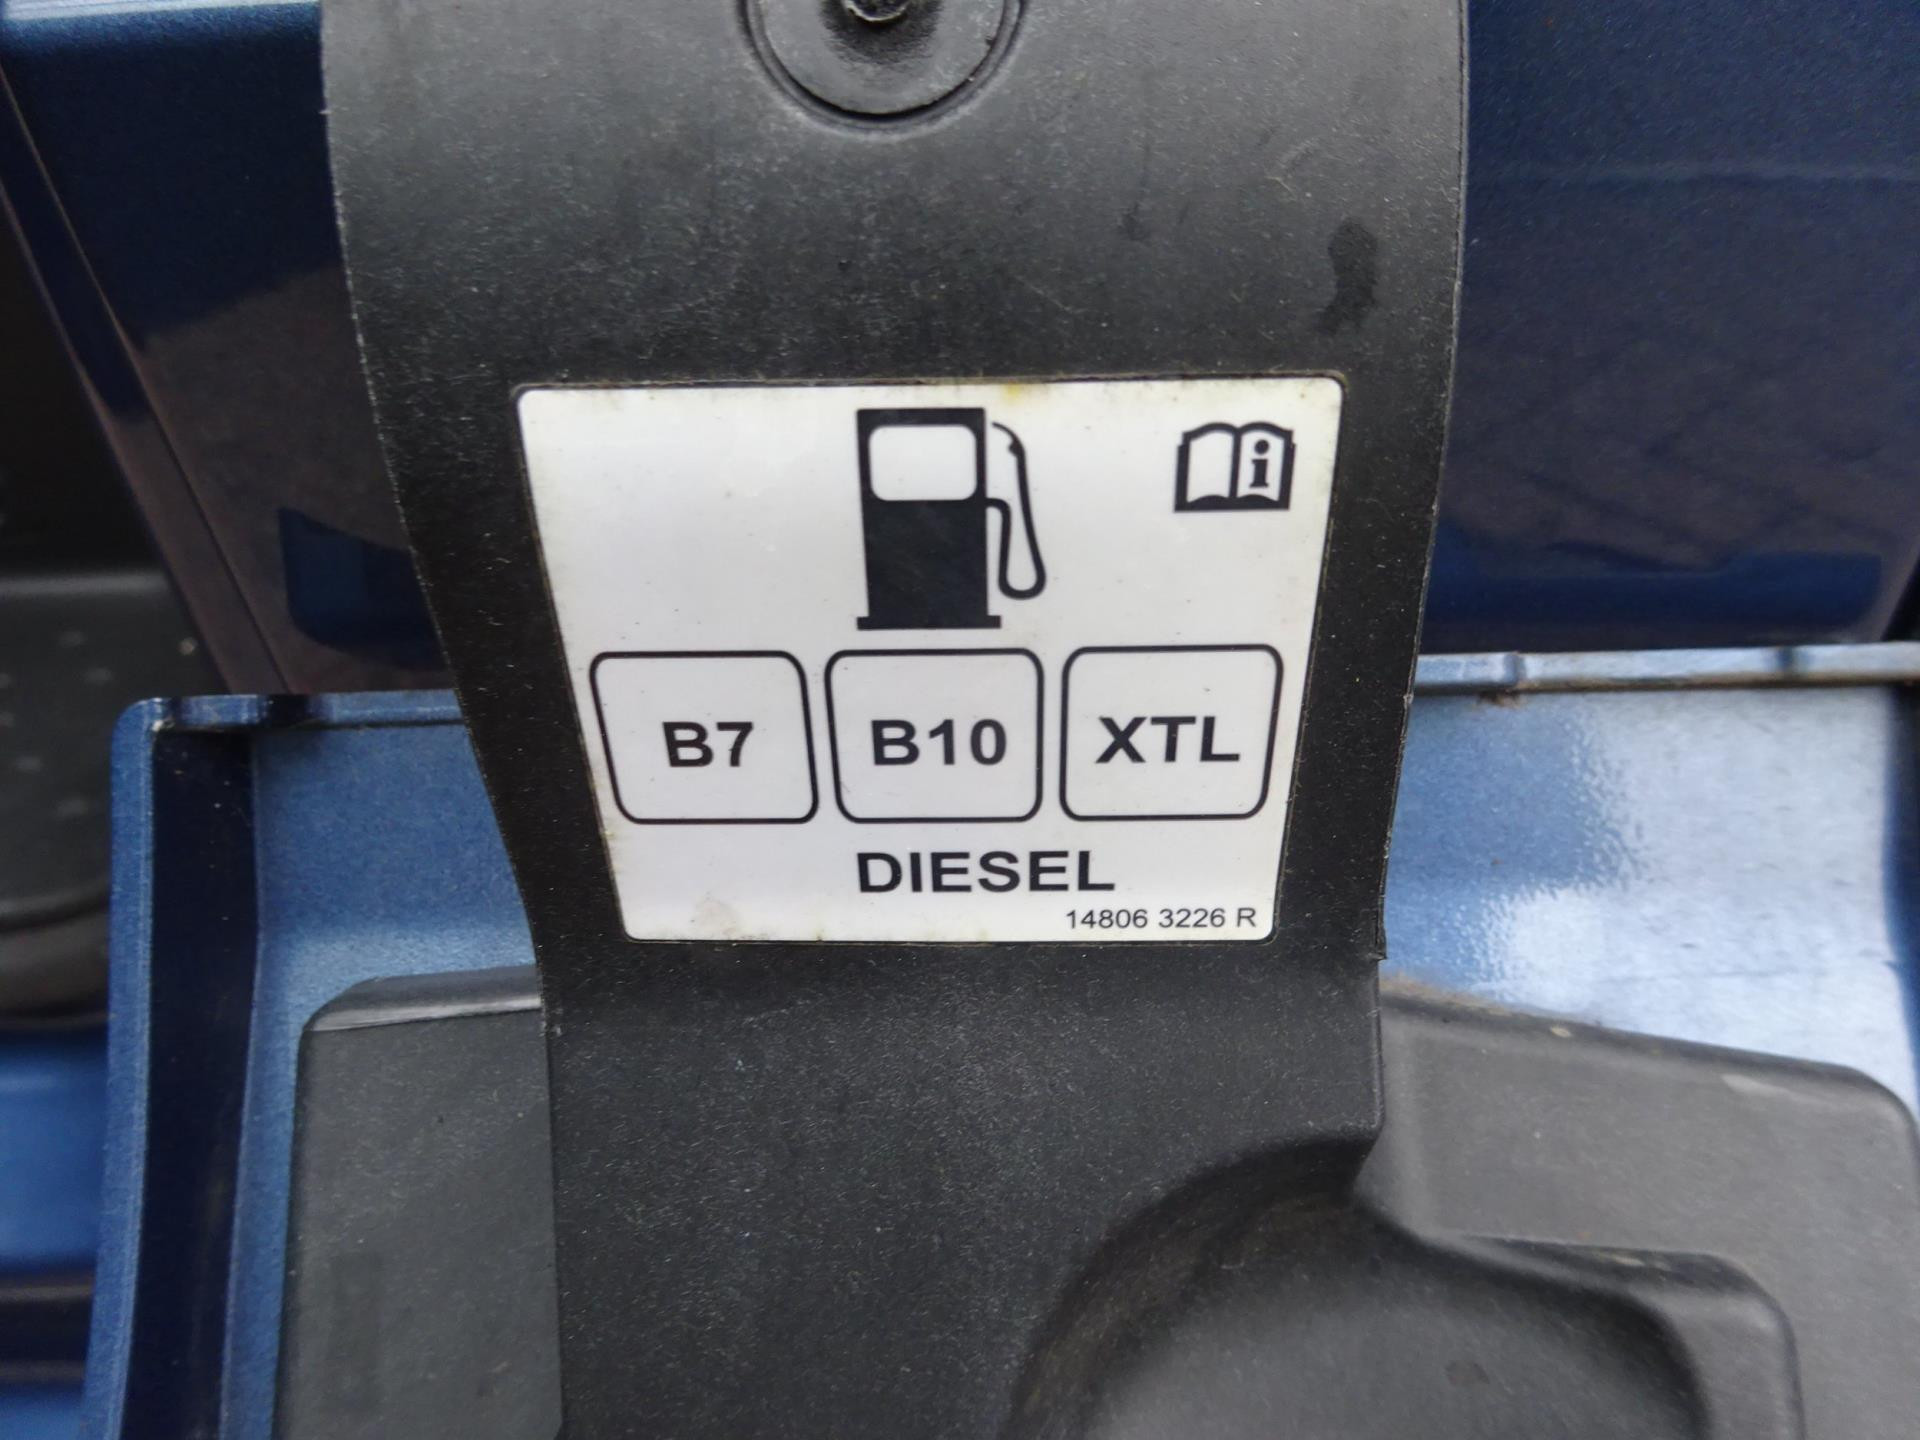 i
B7 B10 XTL
DIESEL
14806 3226 R